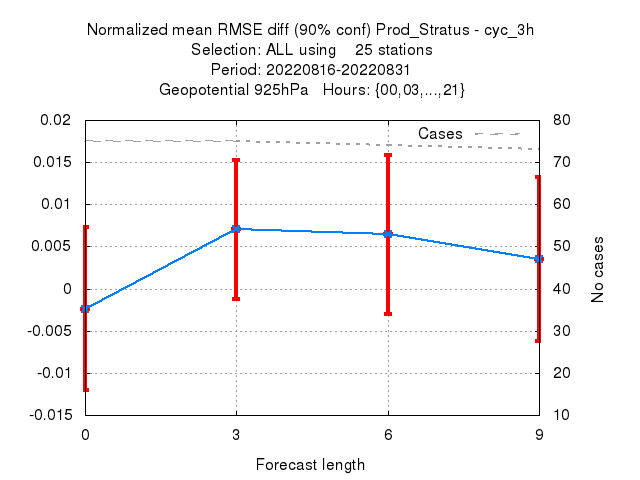 Normalized mean RMSE diff (90% conf) Prod_Stratus - cyc_3h
Selection: ALL using    25 stations
Period: 20220816-20220831
Geopotential 925hPa   Hours: {00,03,...,21}
Cases
0.02
0.015
0.01
0.005
0
-0.005
-0.01
-0.015
80
70
60
50
40
30
20
10
No cases
0 3 6 9
Forecast length